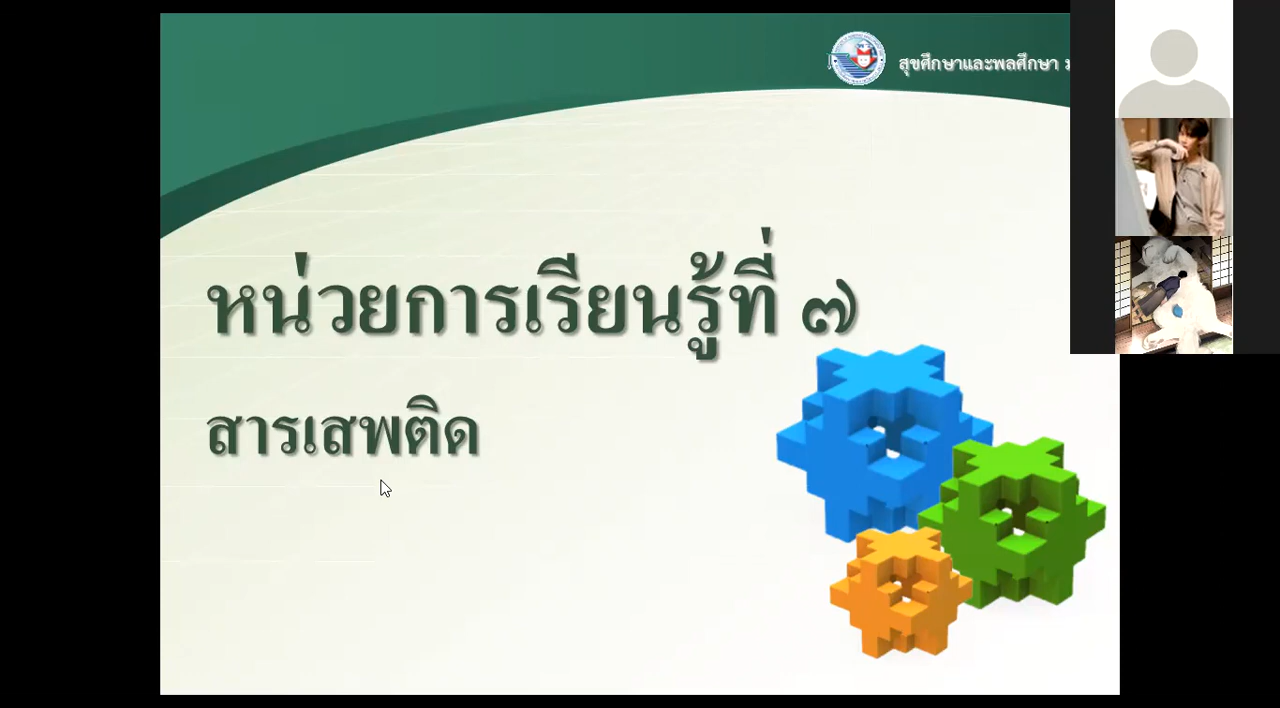 สุขศึกษาและพลศึกษา
หน่วยการเรียนรู้ที่ ๗
สารเสพติด